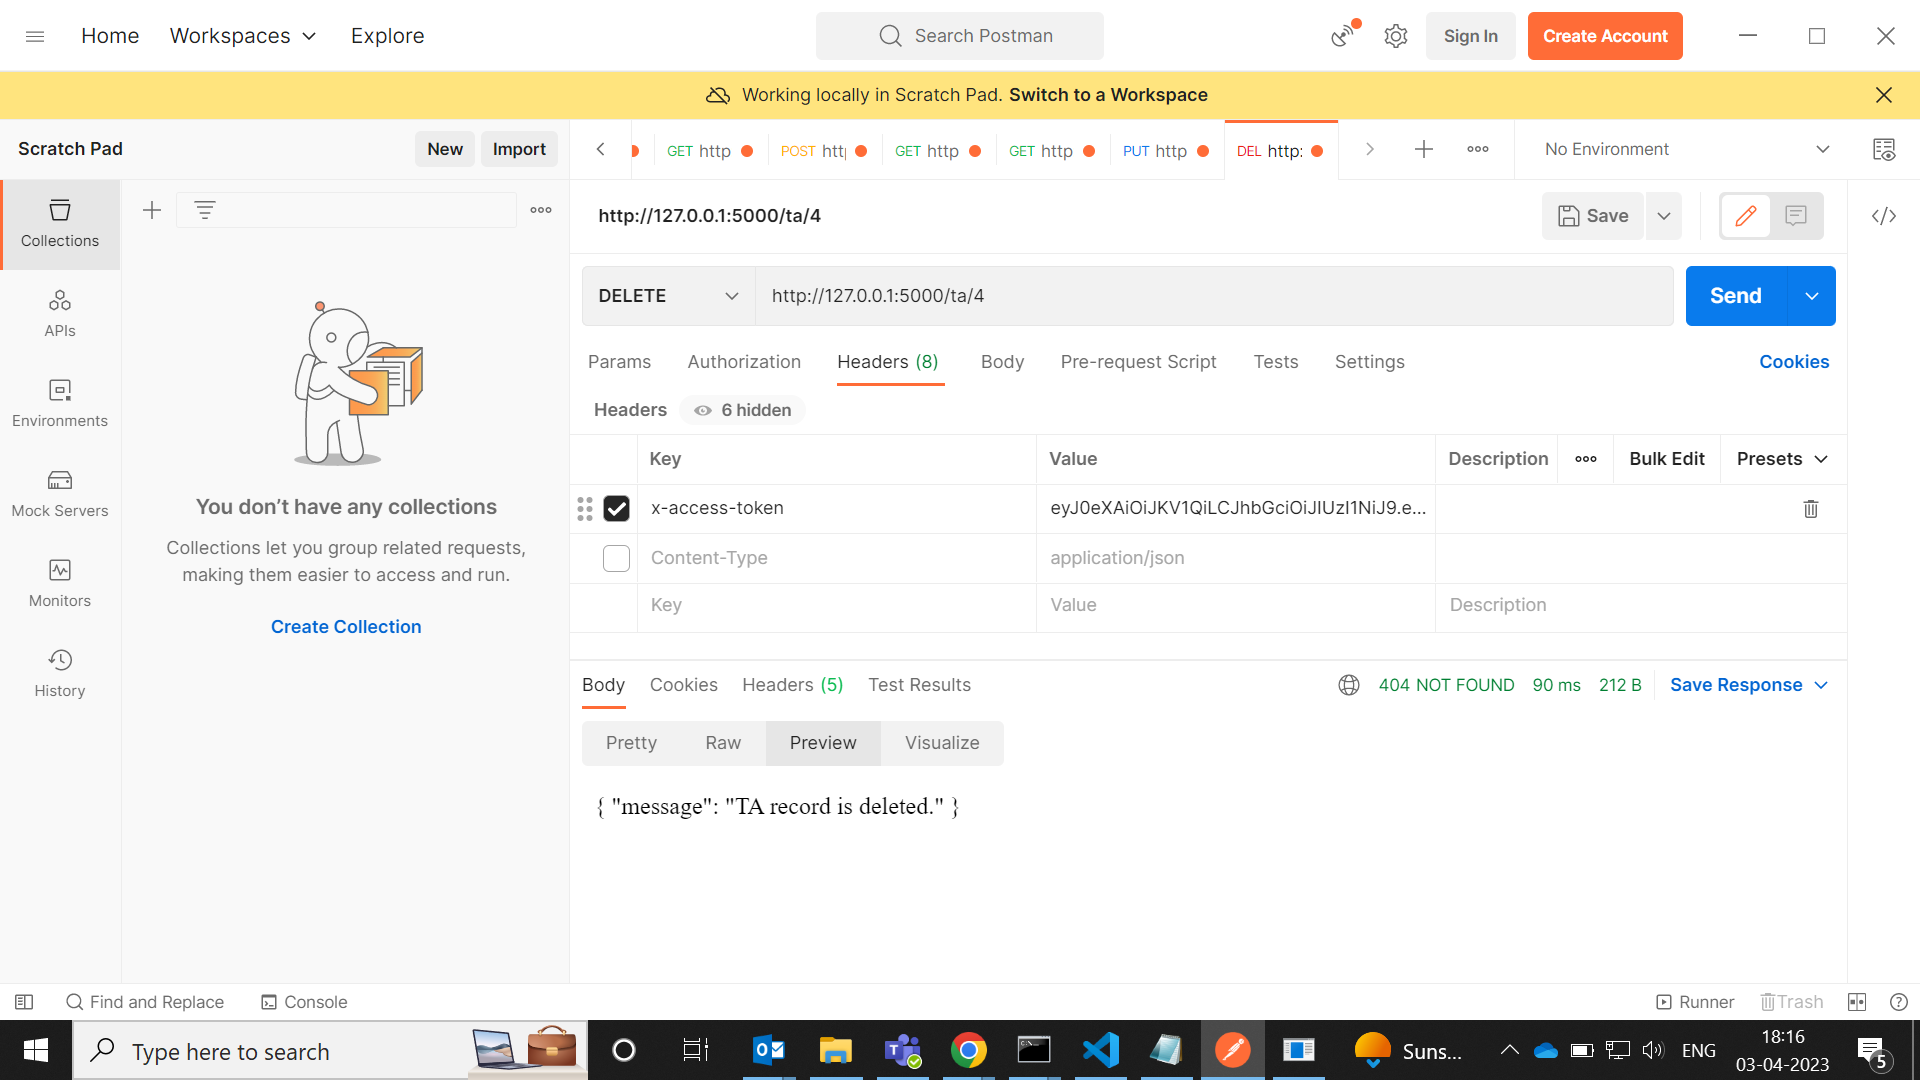 Home Workspaces Explore Search Postman Sign In Create Account
Working locally in Scratch Pad. Switch to a Workspace
Scratch Pad New Import GET http POST http GET http GET http PUT http DEL http: No Environment
Collections
APIs
Environments
Mock Servers
Monitors
History
You don’t have any collections
Collections let you group related requests,
making them easier to access and run.
Create Collection
http://127.0.0.1:5000/ta/4 Save
DELETE http://127.0.0.1:5000/ta/4 Send
Params Authorization Headers (8) Body Pre-request Script Tests Settings Cookies
Headers 6 hidden
Key Value Description Bulk Edit Presets
x-access-token eyJ0eXAiOiJKV1QiLCJhbGciOiJIUzI1NiJ9.e...
Content-Type application/json
Key Value Description
Body Cookies Headers (5) Test Results 404 NOT FOUND 90 ms 212 B Save Response
Pretty Raw Preview Visualize
{ "message": "TA record is deleted." }
Find and Replace Console Runner Trash
Type here to search Suns... ENG 18:16
03-04-2023 5